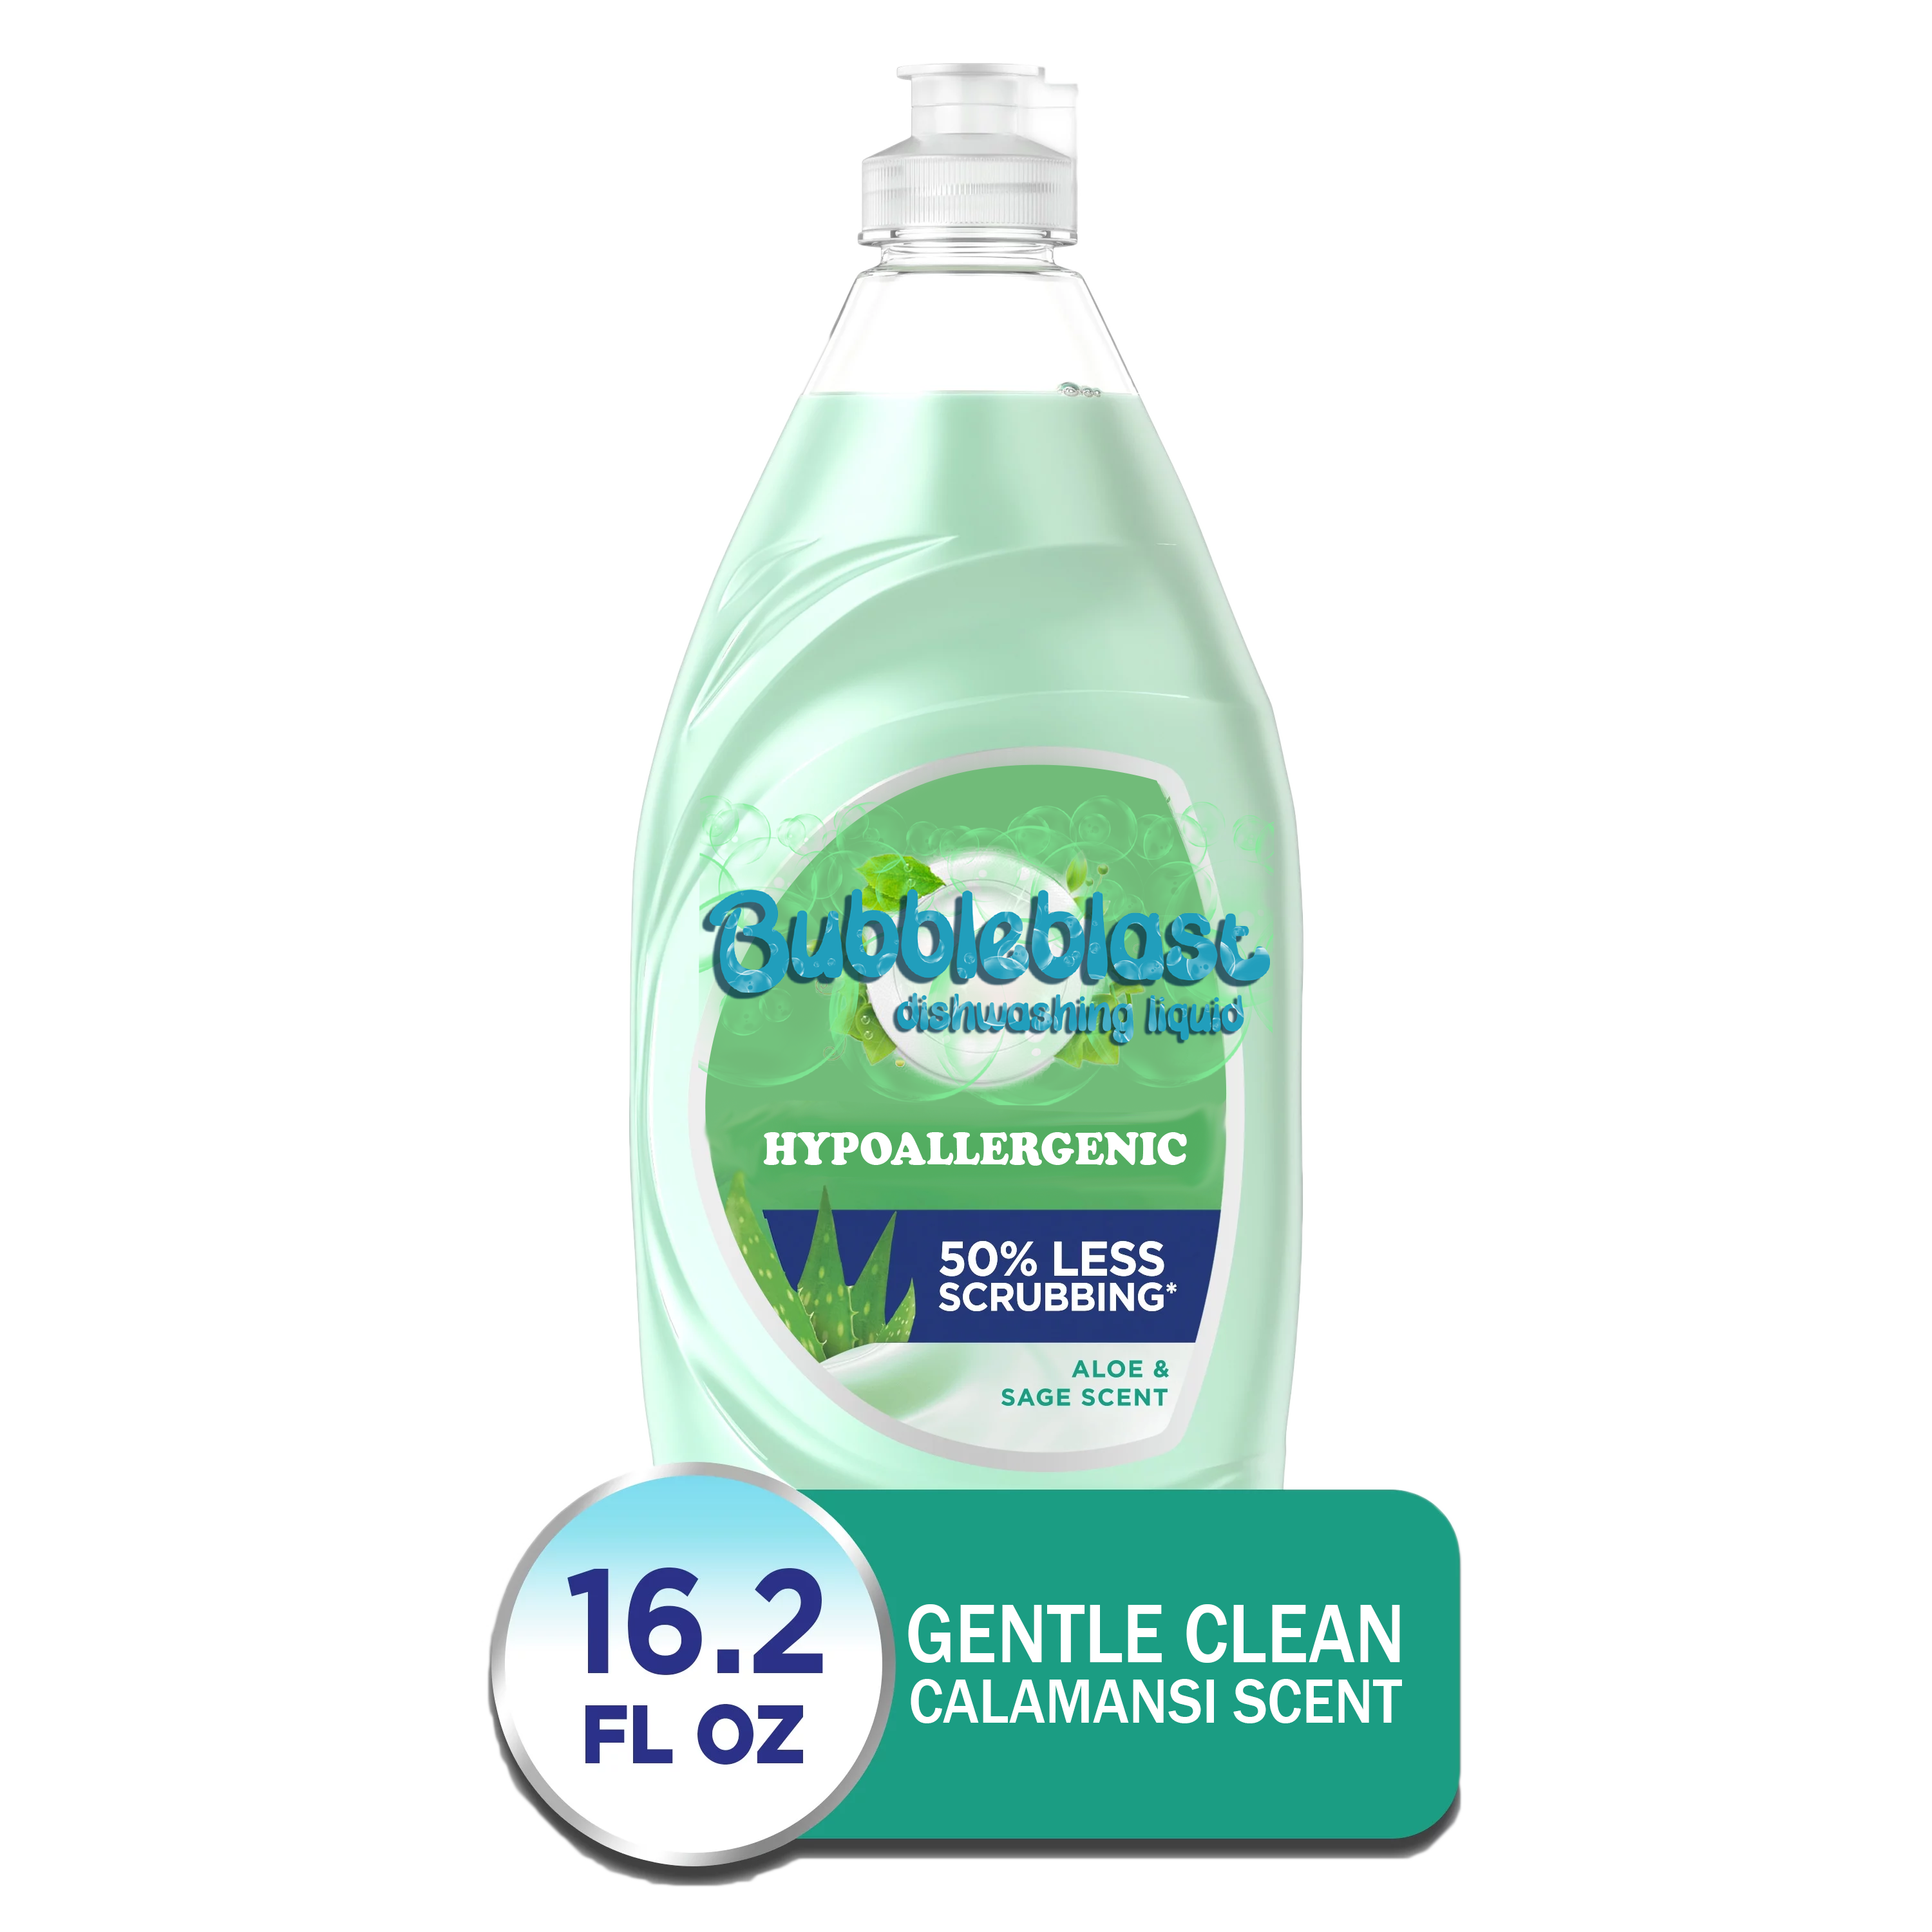 Bubbleblast
dishwashing liquid
HYPOALLERGENIC
50% LESS
SCRUBBING*
ALOE &
SAGE SCENT
16.2
FL OZ
GENTLE CLEAN
CALAMANSI SCENT